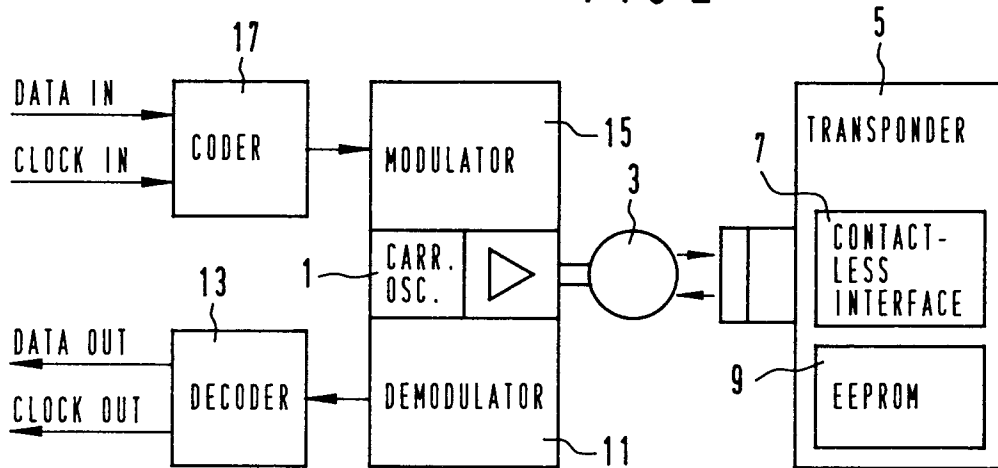 17
5
DATA IN
CLOCK IN
CODER
MODULATOR
15
TRANSPONDER
7
3
CONTACT-
LESS
INTERFACE
1
CARR.
OSC.
13
DATA OUT
CLOCK OUT
DECODER
DEMODULATOR
11
9
EEPROM